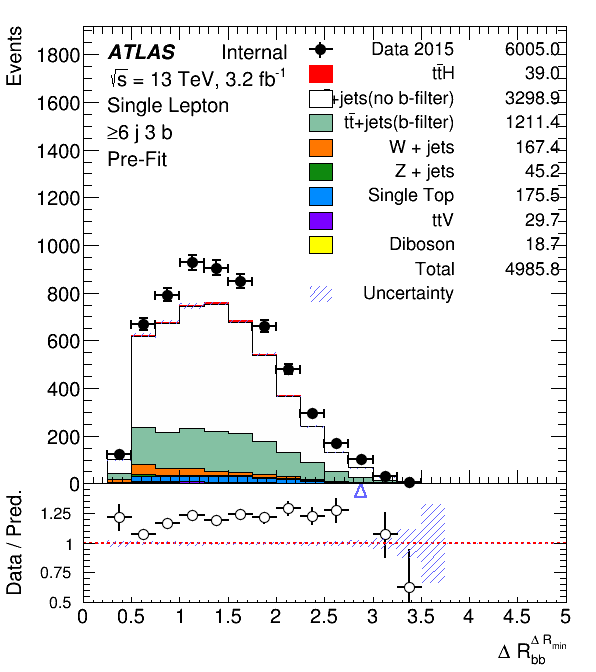 Events
1800
1600
1400
1200
1000
800
600
400
200
0
ATLAS Internal
√s = 13 TeV, 3.2 fb-1
Single Lepton
≥6 j 3 b
Pre-Fit
Data 2015 6005.0
tt̄H 39.0
+jets(no b-filter) 3298.9
tt̄+jets(b-filter) 1211.4
W + jets 167.4
Z + jets 45.2
Single Top 175.5
ttV 29.7
Diboson 18.7
Total 4985.8
Uncertainty
Data / Pred.
1.25
1
0.75
0.5
0 0.5 1 1.5 2 2.5 3 3.5 4 4.5 5
Δ R bb Δ R min